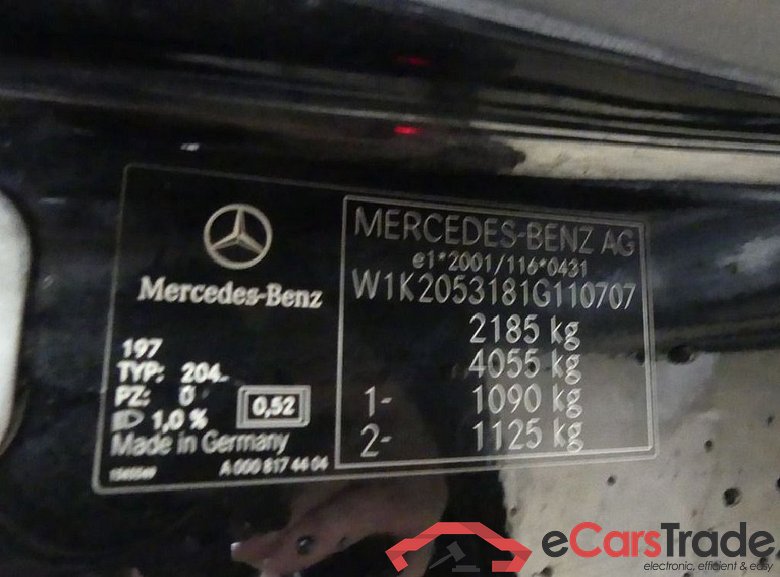 Mercedes-Benz
197
TYP: 204
PZ: 0
1,0 %
0,52
Made in Germany
A 000 817 44 04
MERCEDES-BENZ AG
e1*2001/116*0431
W1K2053181G110707
2185 kg
4055 kg
1- 1090 kg
2- 1125 kg
eCarsTrade
electronic, efficient & easy